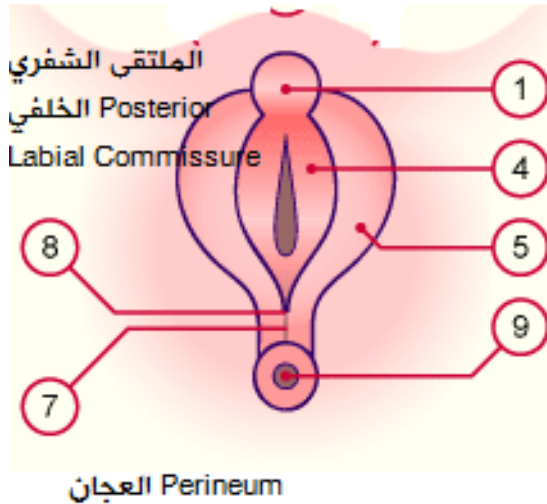 الملتقى الشفري
الخلفي Posterior
Labial Commissure
1
4
8
5
9
7
العجان Perineum